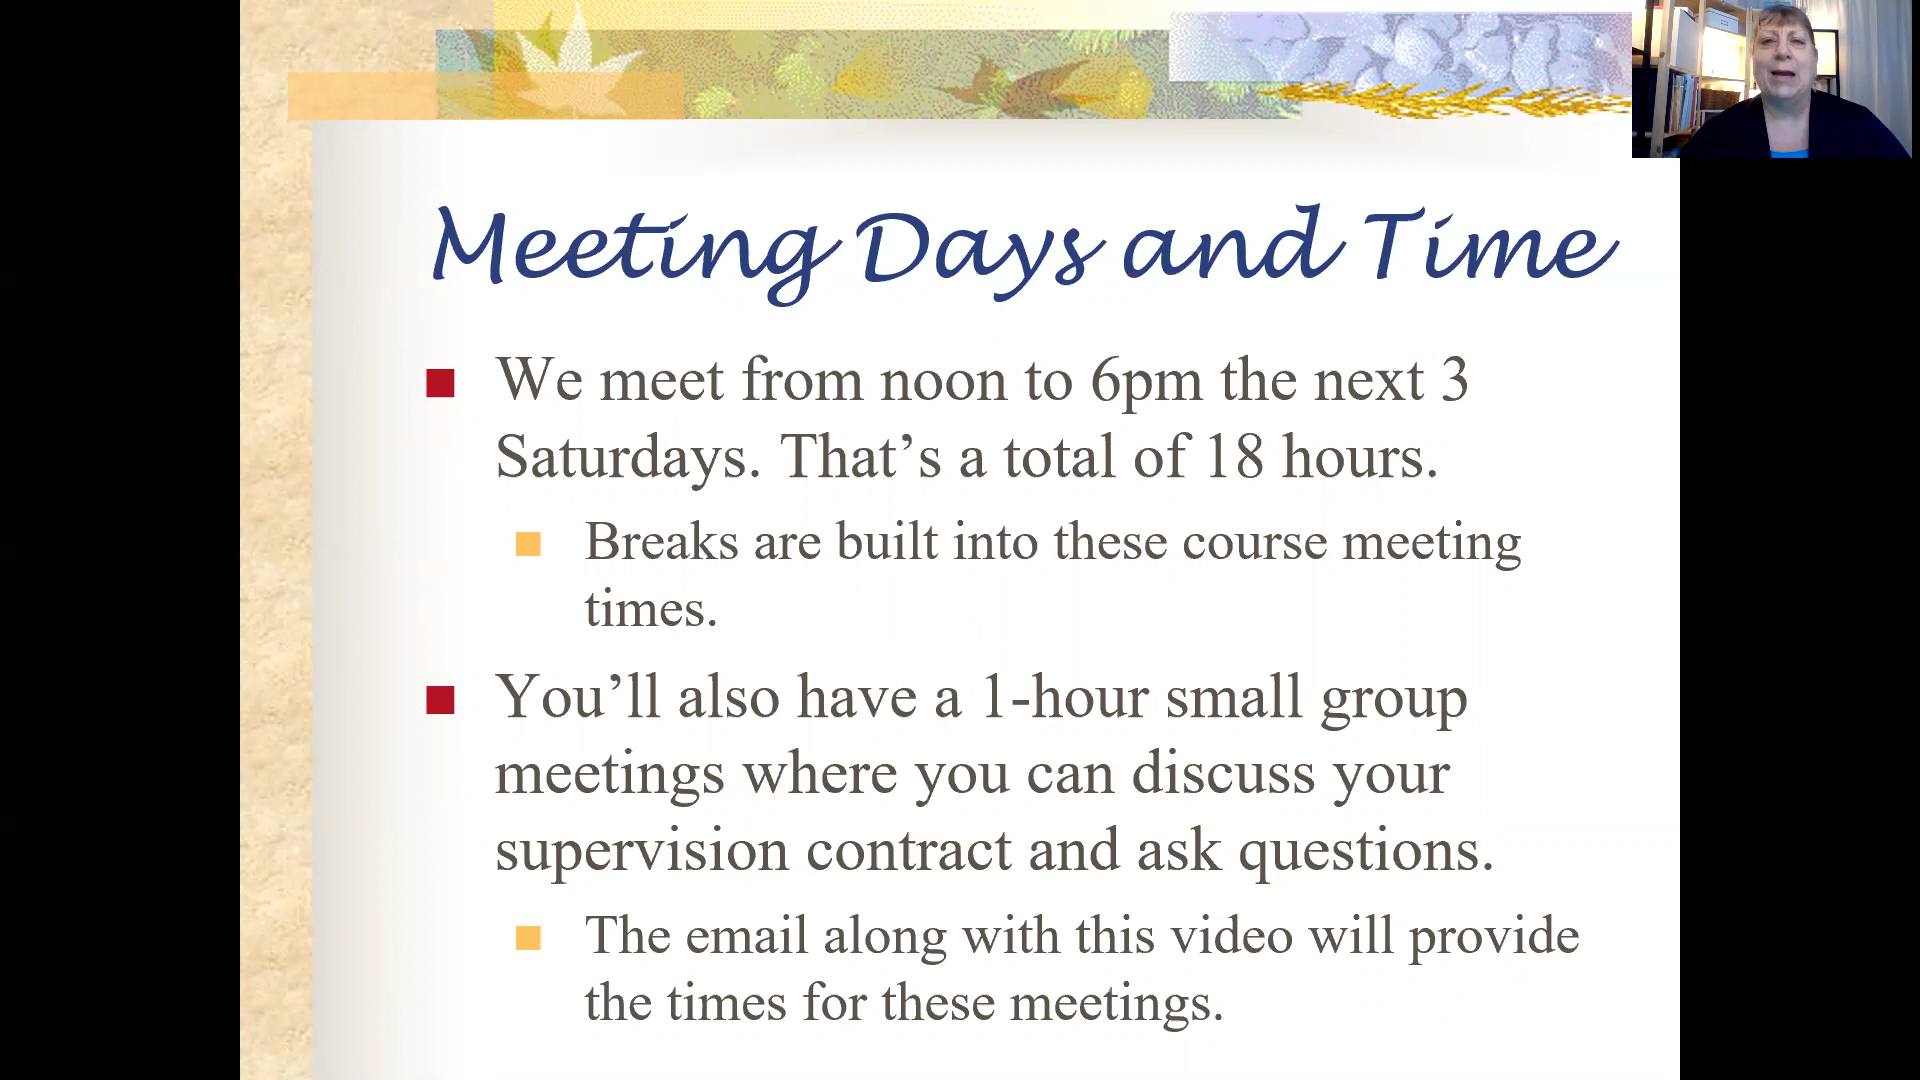 Meeting Days and Time
We meet from noon to 6pm the next 3
Saturdays. That’s a total of 18 hours.
Breaks are built into these course meeting
times.
You’ll also have a 1-hour small group
meetings where you can discuss your
supervision contract and ask questions.
The email along with this video will provide
the times for these meetings.